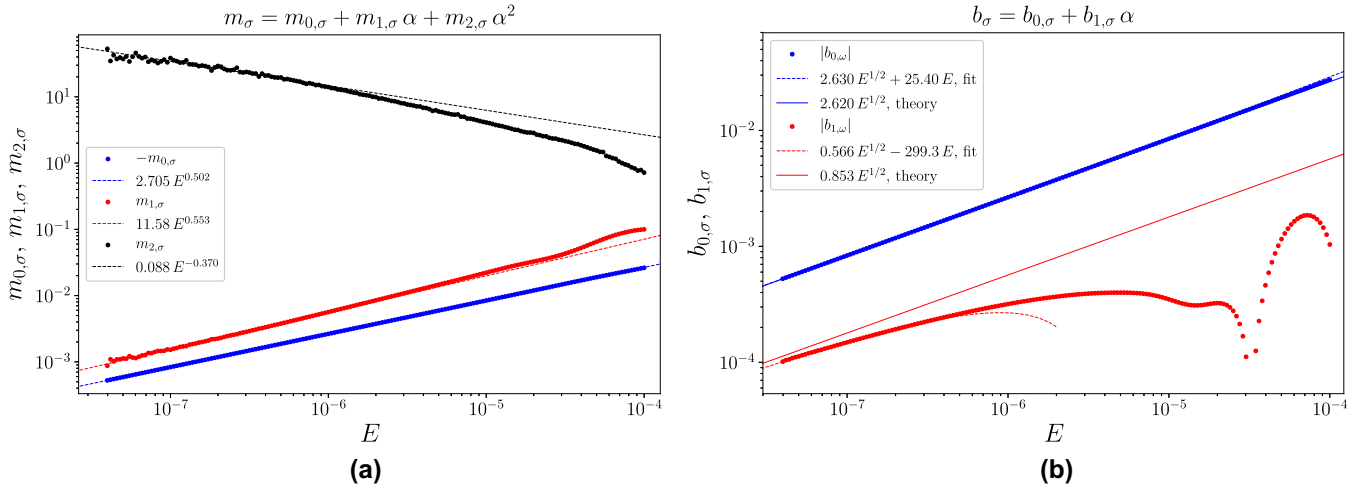 m_σ = m_{0,σ} + m_{1,σ} α + m_{2,σ} α²
m_{0,σ}, m_{1,σ}, m_{2,σ}
10¹
10⁰
10⁻¹
10⁻²
10⁻³
−m_{0,σ}
2.705 E^{0.502}
m_{1,σ}
11.58 E^{0.553}
m_{2,σ}
0.088 E^{−0.370}
10⁻⁷ 10⁻⁶ 10⁻⁵ 10⁻⁴
E
(a)
b_σ = b_{0,σ} + b_{1,σ} α
b_{0,σ}, b_{1,σ}
10⁻²
10⁻³
10⁻⁴
|b_{0,ω}|
2.630 E^{1/2} + 25.40 E, fit
2.620 E^{1/2}, theory
|b_{1,ω}|
0.566 E^{1/2} − 299.3 E, fit
0.853 E^{1/2}, theory
10⁻⁷ 10⁻⁶ 10⁻⁵ 10⁻⁴
E
(b)